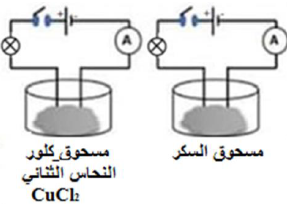 + -
+ -
A
A
مسحوق السكر
مسحوق كلور
النحاس الثنائي
CuCl₂